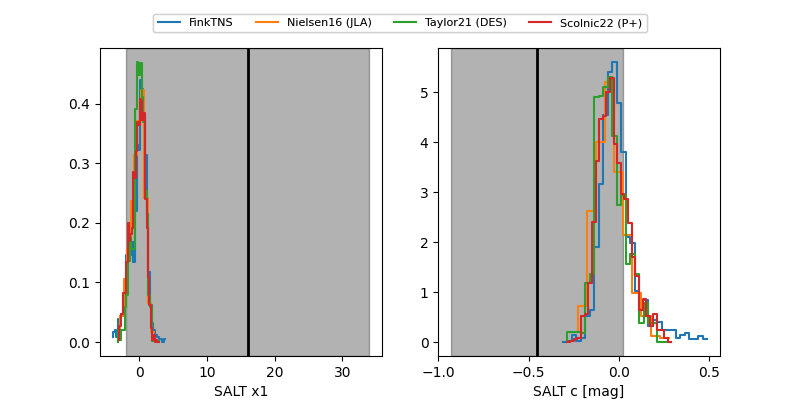 FinkTNS Nielsen16 (JLA) Taylor21 (DES) Scolnic22 (P+)
0.4
0.3
0.2
0.1
0.0
0 10 20 30
SALT x1
5
4
3
2
1
0
−1.0 −0.5 0.0 0.5
SALT c [mag]